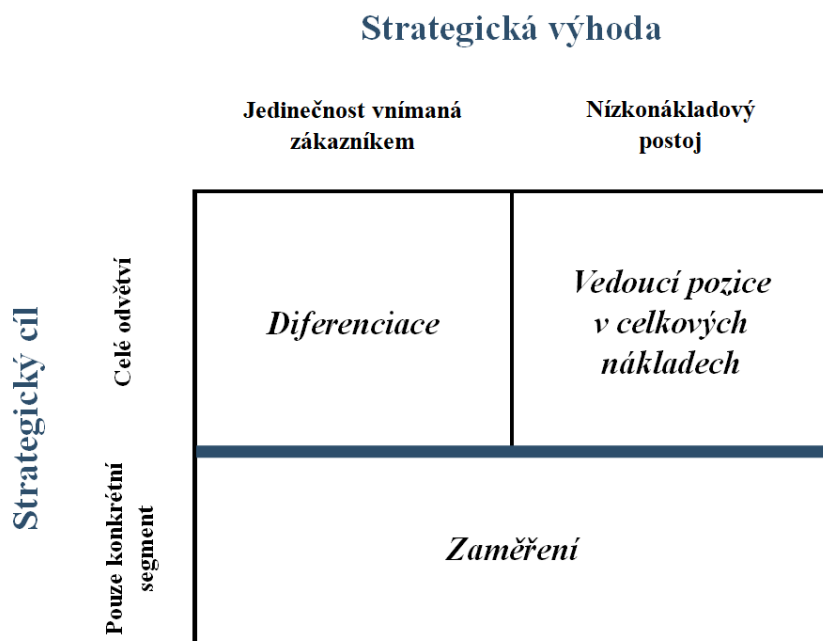 Strategická výhoda
Jedinečnost vnímaná
zákazníkem
Nízkonákladový
postoj
Strategický cíl
Celé odvětví
Diferenciace
Vedoucí pozice
v celkových
nákladech
Pouze konkrétní
segment
Zaměření